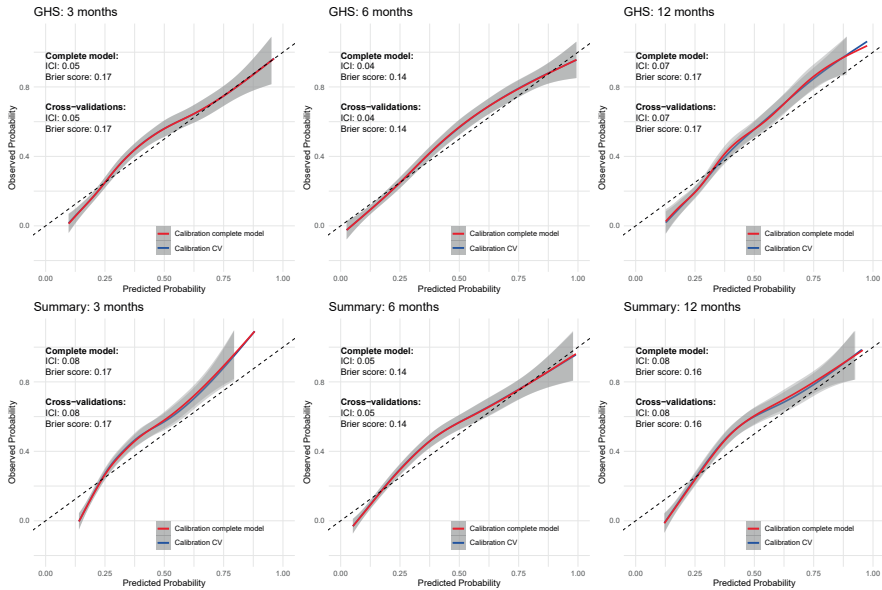 GHS: 3 months
Complete model:
ICI: 0.05
Brier score: 0.17
Cross−validations:
ICI: 0.05
Brier score: 0.17
Calibration complete model
Calibration CV
0.0
0.4
0.8
0.00 0.25 0.50 0.75 1.00
Predicted Probability
Observed Probability
GHS: 6 months
Complete model:
ICI: 0.04
Brier score: 0.14
Cross−validations:
ICI: 0.04
Brier score: 0.14
Calibration complete model
Calibration CV
0.0
0.4
0.8
0.00 0.25 0.50 0.75 1.00
Predicted Probability
Observed Probability
GHS: 12 months
Complete model:
ICI: 0.07
Brier score: 0.17
Cross−validations:
ICI: 0.07
Brier score: 0.17
Calibration complete model
Calibration CV
0.0
0.4
0.8
0.00 0.25 0.50 0.75 1.00
Predicted Probability
Observed Probability
Summary: 3 months
Complete model:
ICI: 0.08
Brier score: 0.17
Cross−validations:
ICI: 0.08
Brier score: 0.17
Calibration complete model
Calibration CV
0.0
0.4
0.8
0.00 0.25 0.50 0.75 1.00
Predicted Probability
Observed Probability
Summary: 6 months
Complete model:
ICI: 0.05
Brier score: 0.14
Cross−validations:
ICI: 0.05
Brier score: 0.14
Calibration complete model
Calibration CV
0.0
0.4
0.8
0.00 0.25 0.50 0.75 1.00
Predicted Probability
Observed Probability
Summary: 12 months
Complete model:
ICI: 0.08
Brier score: 0.16
Cross−validations:
ICI: 0.08
Brier score: 0.16
Calibration complete model
Calibration CV
0.0
0.4
0.8
0.00 0.25 0.50 0.75 1.00
Predicted Probability
Observed Probability